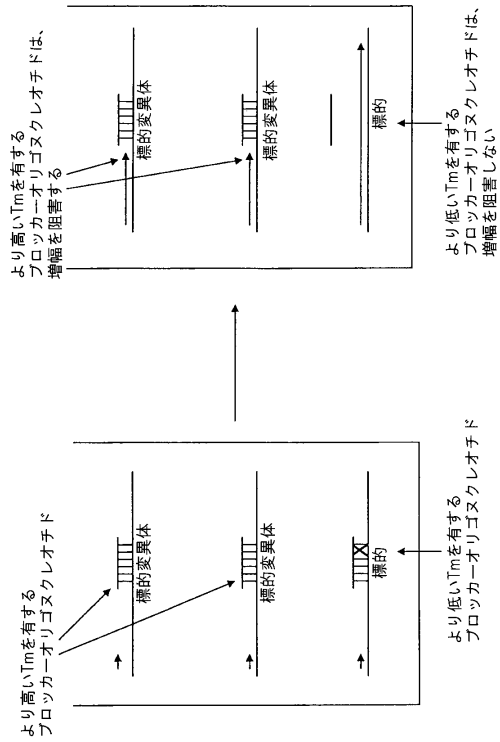 より高いTmを有する
ブロッカーオリゴヌクレオチド
標的変異体
標的変異体
標的
より低いTmを有する
ブロッカーオリゴヌクレオチド
より高いTmを有する
ブロッカーオリゴヌクレオチドは、
増幅を阻害する
標的変異体
標的変異体
標的
より低いTmを有する
ブロッカーオリゴヌクレオチドは、
増幅を阻害しない